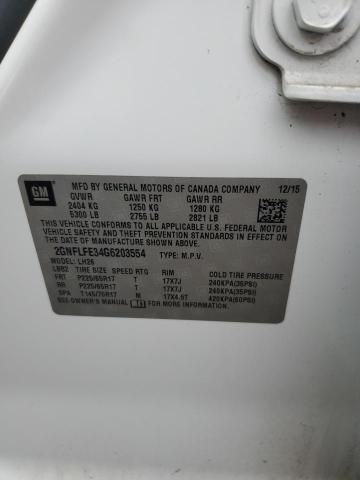 GM
MFD BY GENERAL MOTORS OF CANADA COMPANY 12/15
GVWR GAWR FRT GAWR RR
2404 KG 1250 KG 1280 KG
5300 LB 2755 LB 2821 LB
THIS VEHICLE CONFORMS TO ALL APPLICABLE U.S. FEDERAL
MOTOR VEHICLE SAFETY, BUMPER, AND THEFT PREVENTION
STANDARDS IN EFFECT ON THE DATE OF MANUFACTURE SHOWN ABOVE.
2GNFLFE34G6203554 TYPE: M.P.V.
MODEL: LH26
TIRE SIZE SPEED RTG RIM COLD TIRE PRESSURE
FRT P225/65R17 T 17X7J 240KPA(35PSI)
RR P225/65R17 T 17X7J 240KPA(35PSI)
SPA T145/70R17 M 17X4.5T 420KPA(60PSI)
SEE OWNER'S MANUAL FOR MORE INFORMATION.